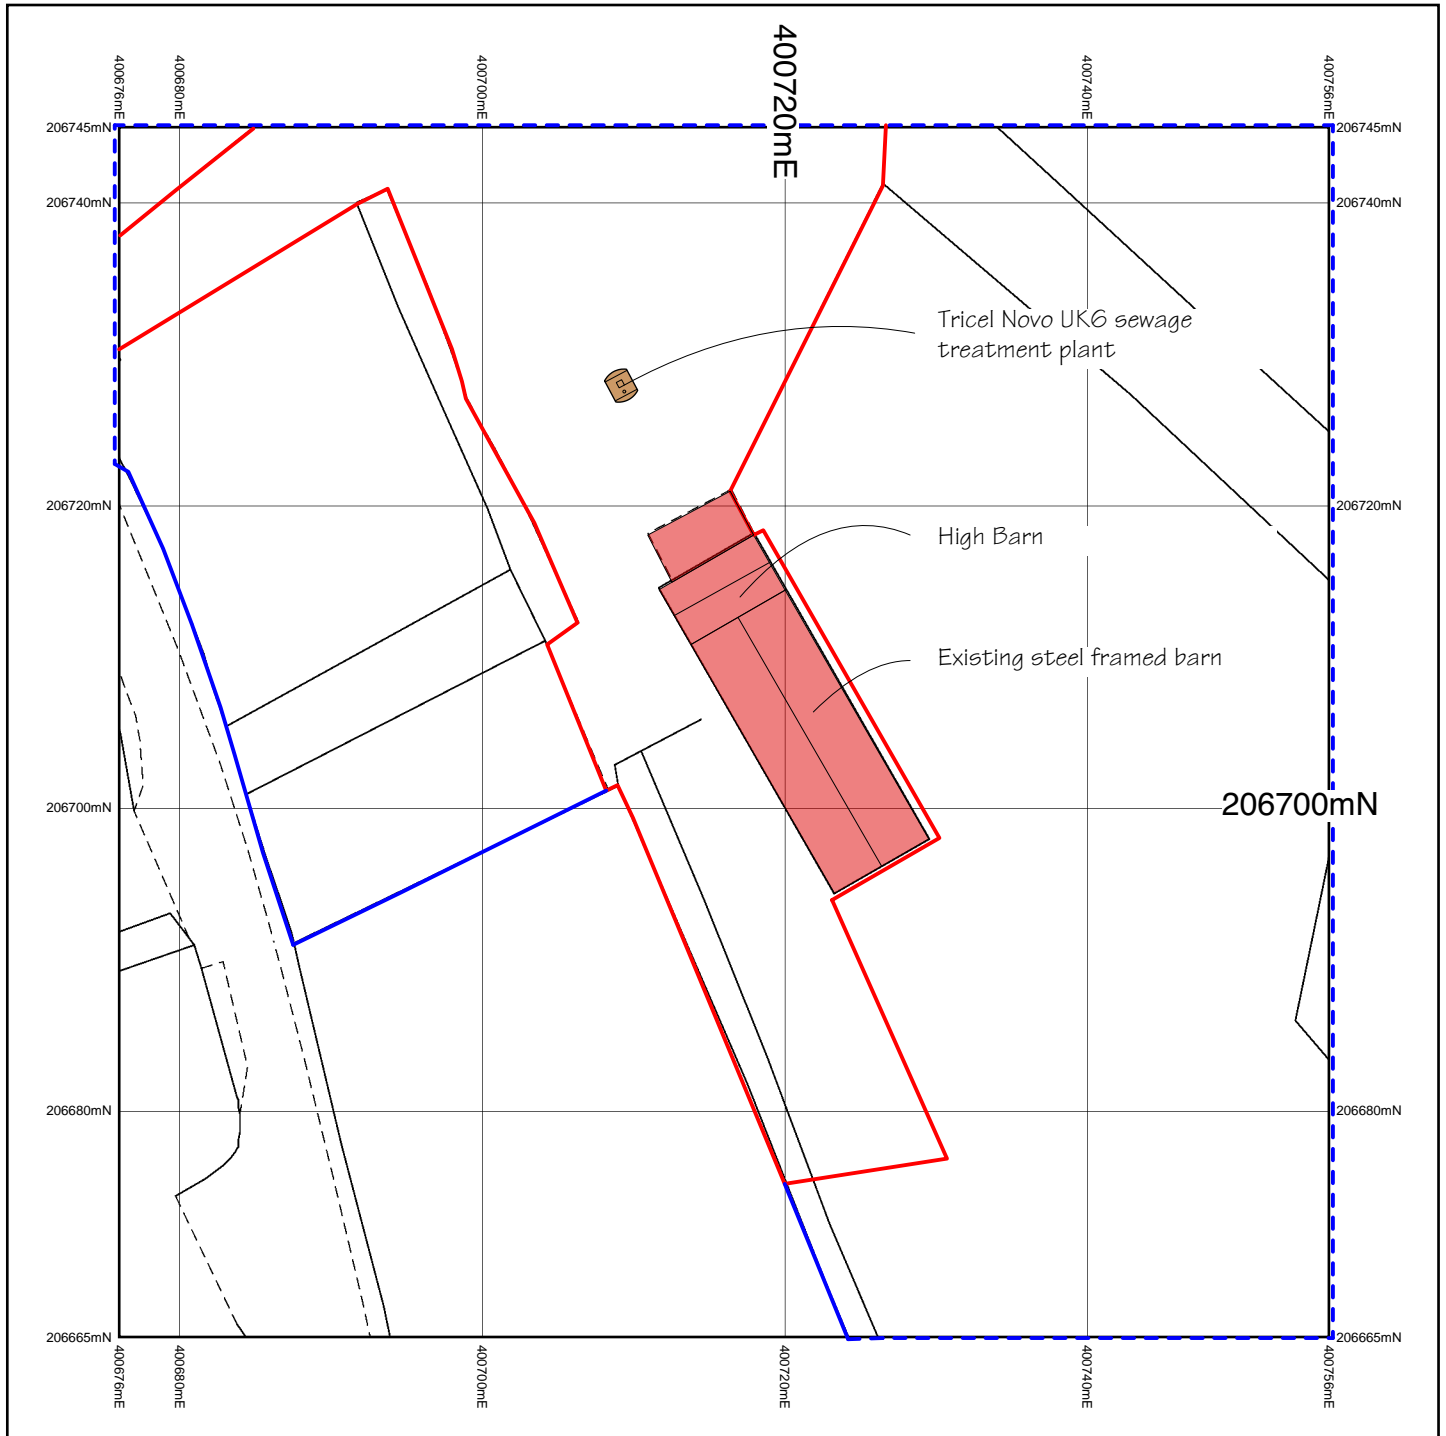 400676mE
400680mE
400700mE
400720mE
400740mE
400756mE
206745mN
206745mN
206740mN
206740mN
Tricel Novo UK6 sewage
treatment plant
206720mN
206720mN
High Barn
Existing steel framed barn
206700mN
206700mN
206680mN
206680mN
206665mN
206665mN
400676mE
400680mE
400700mE
400720mE
400740mE
400756mE